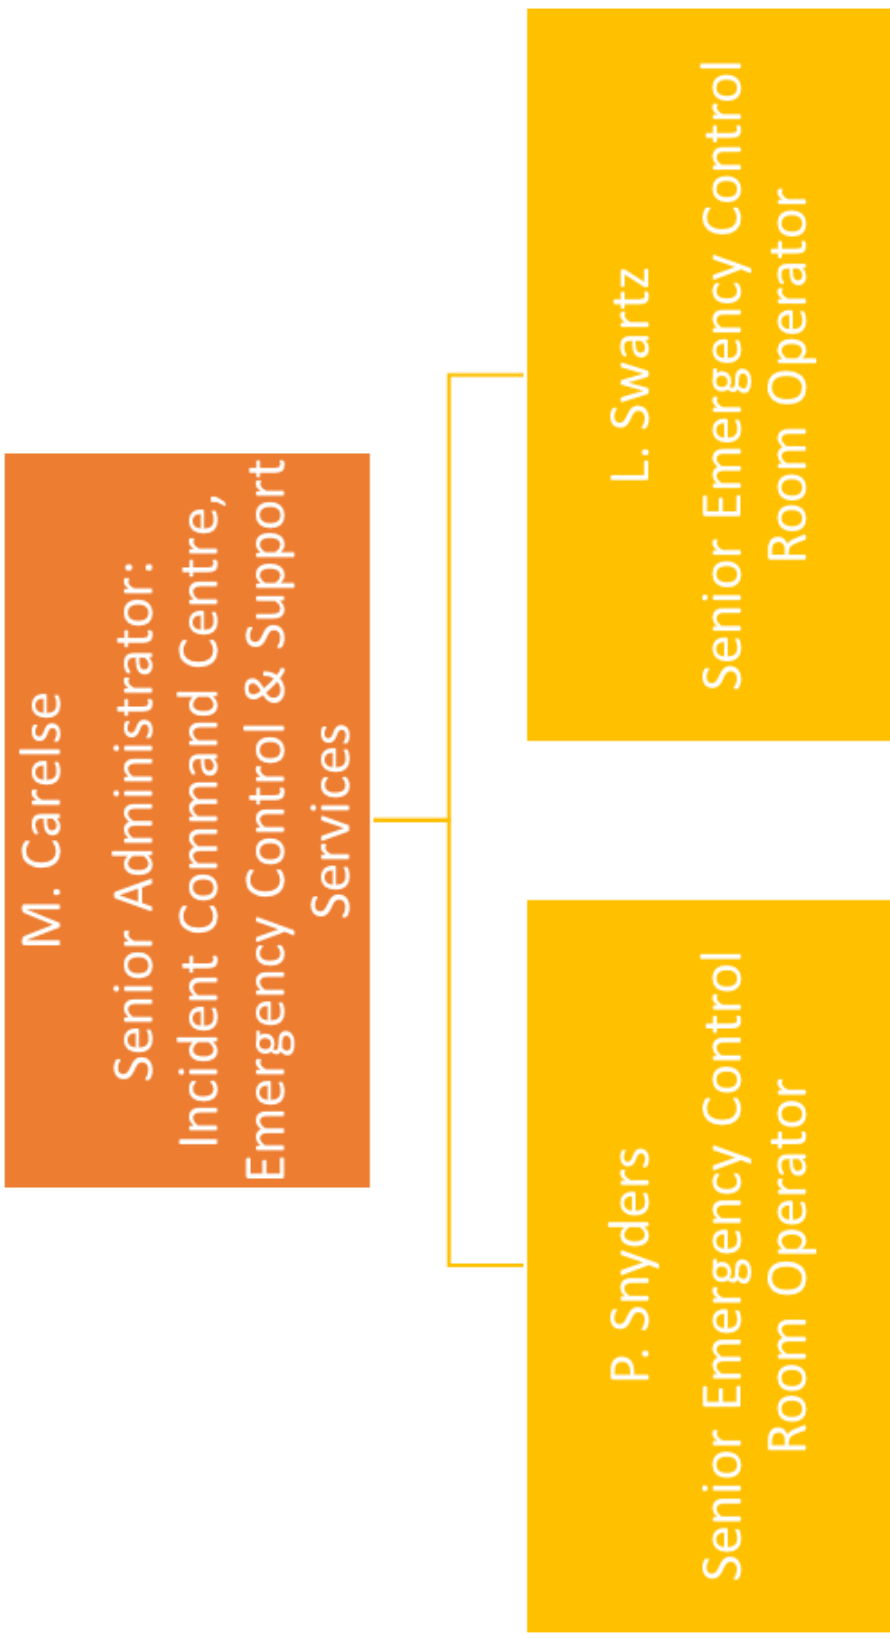 M. Carelse
Senior Administrator:
Incident Command Centre,
Emergency Control & Support
Services
P. Snyders
Senior Emergency Control
Room Operator
L. Swartz
Senior Emergency Control
Room Operator